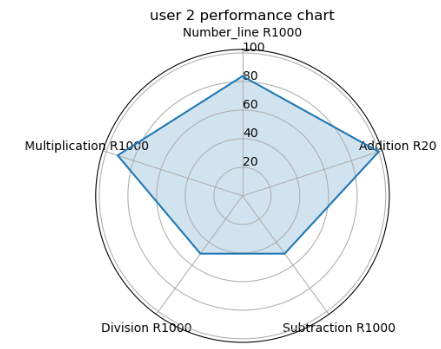 user 2 performance chart
Number_line R1000
100
80
60
40
20
Multiplication R1000
Addition R20
Division R1000
Subtraction R1000